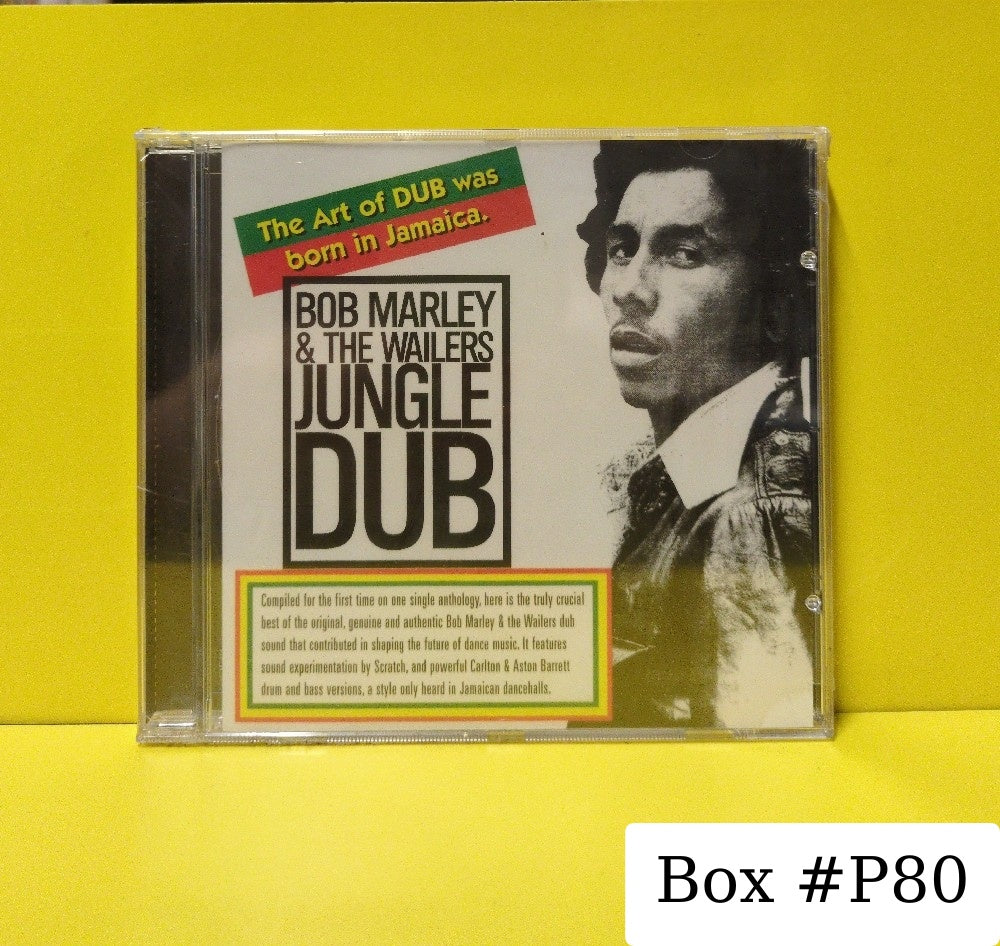 The Art of DUB was
born in Jamaica.
BOB MARLEY
& THE WAILERS
JUNGLE
DUB
Compiled for the first time on one single anthology, here is the truly crucial
best of the original, genuine and authentic Bob Marley & the Wailers dub
sound that contributed in shaping the future of dance music. It features
sound experimentation by Scratch, and powerful Carlton & Aston Barrett
drum and bass versions, a style only heard in Jamaican dancehalls.
Box #P80